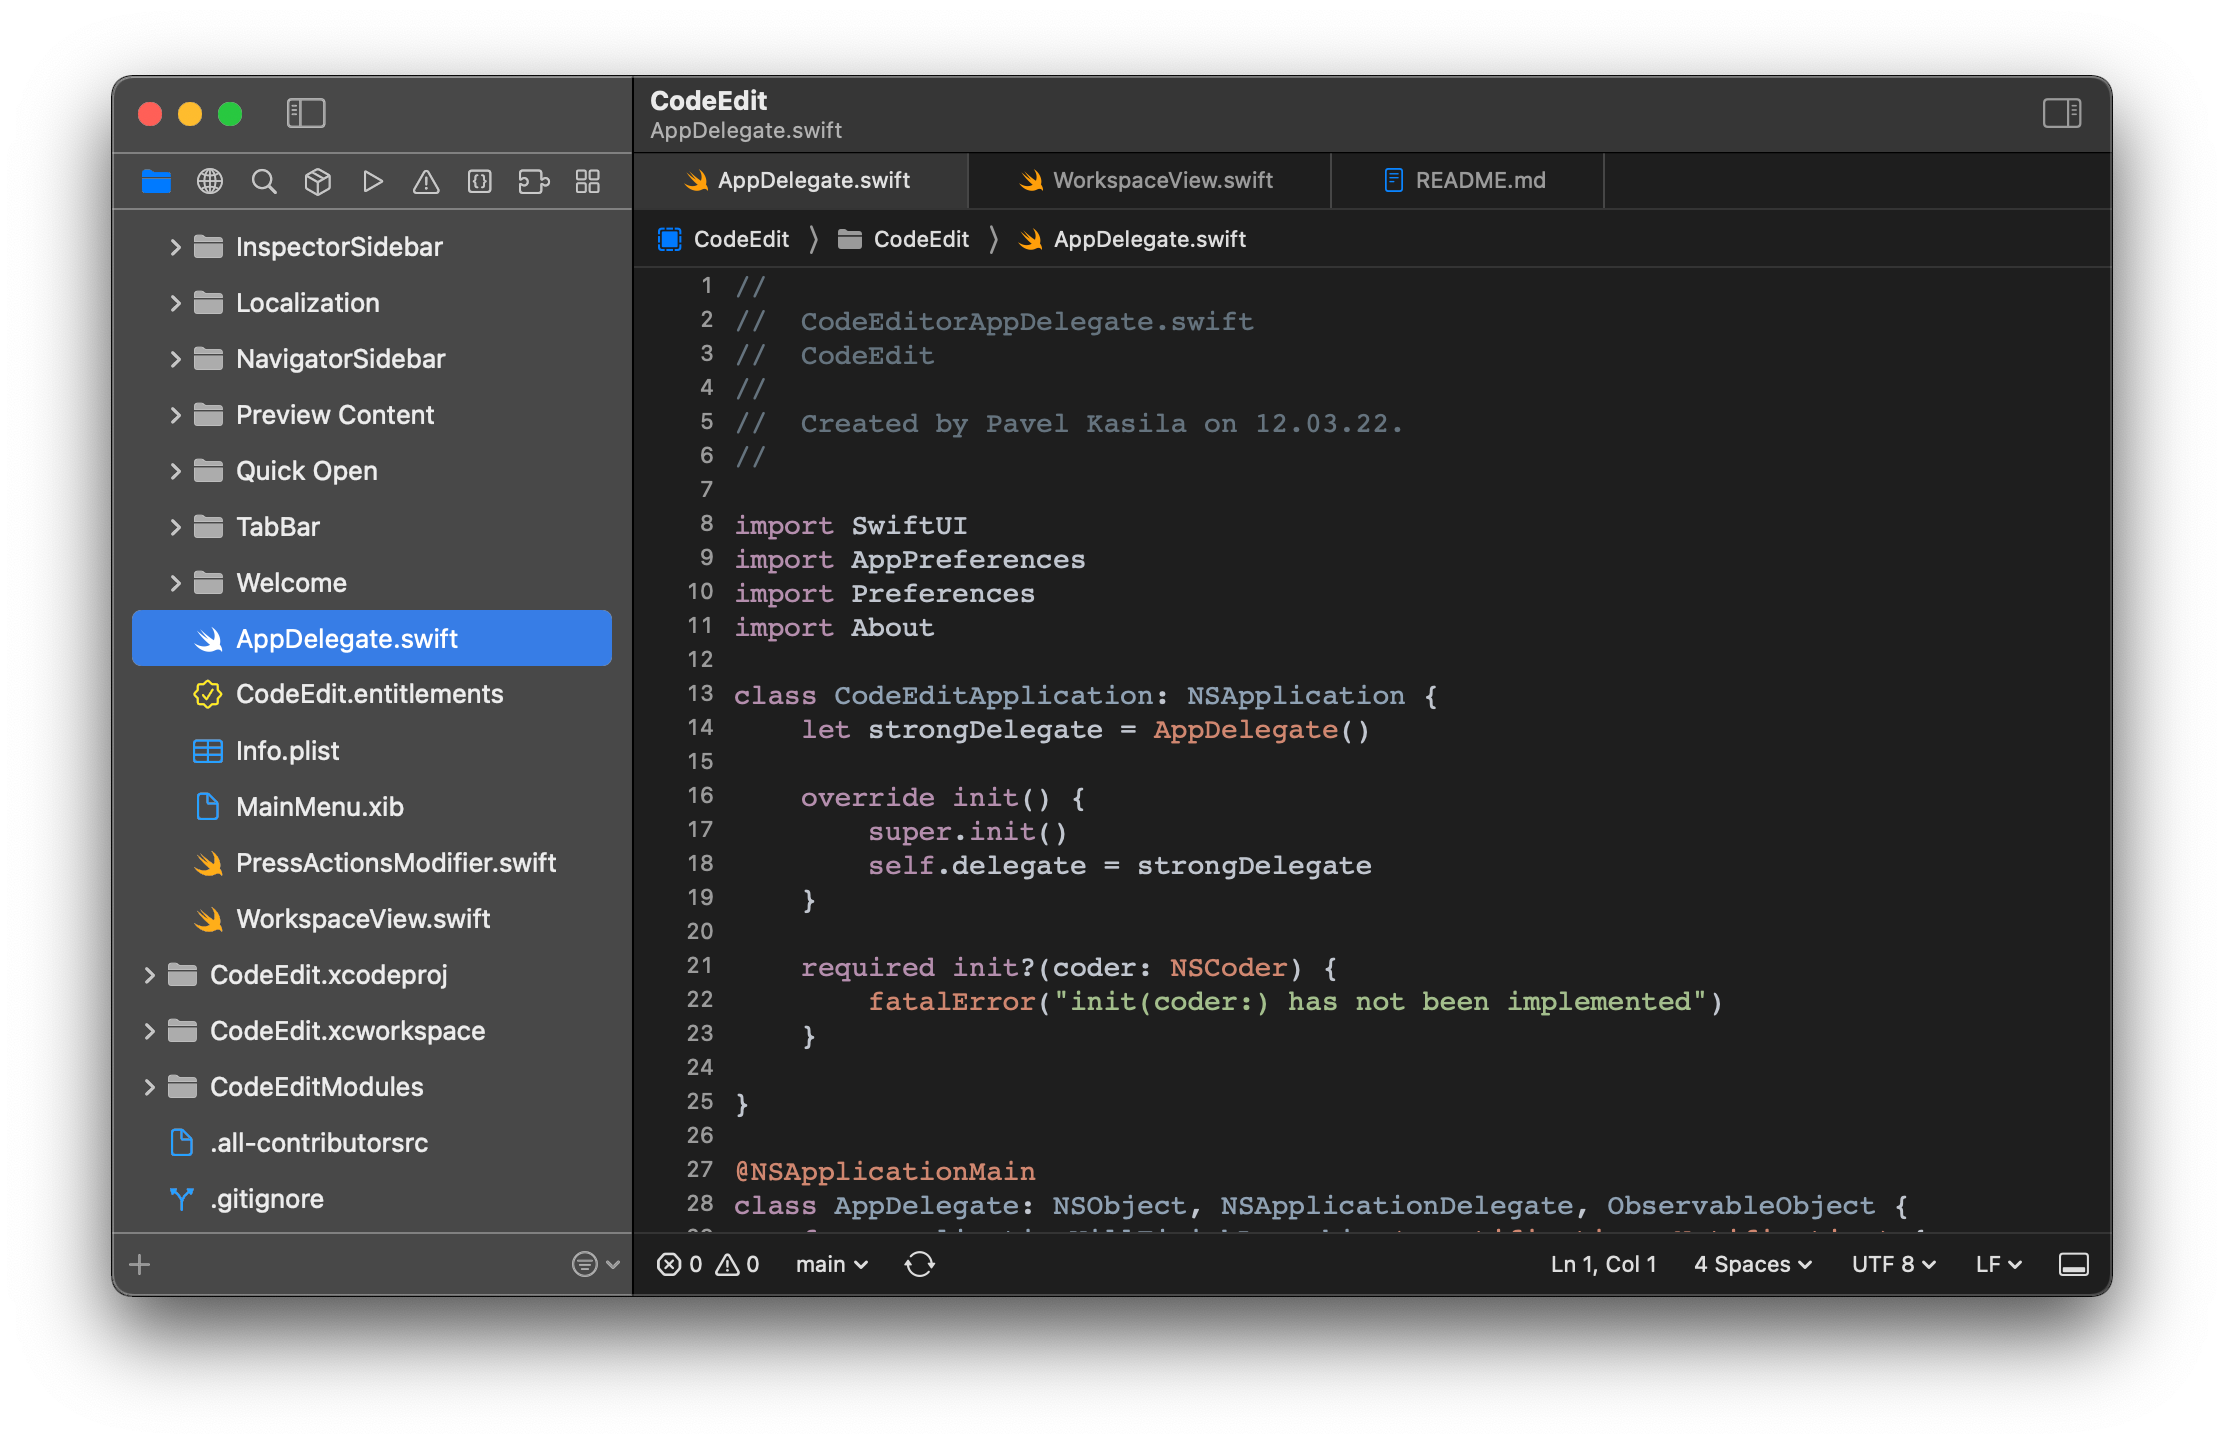 CodeEdit
AppDelegate.swift
AppDelegate.swift
WorkspaceView.swift
README.md
CodeEdit
CodeEdit
AppDelegate.swift
InspectorSidebar
Localization
NavigatorSidebar
Preview Content
Quick Open
TabBar
Welcome
AppDelegate.swift
CodeEdit.entitlements
Info.plist
MainMenu.xib
PressActionsModifier.swift
WorkspaceView.swift
CodeEdit.xcodeproj
CodeEdit.xcworkspace
CodeEditModules
.all-contributorsrc
.gitignore
1 //
2 //  CodeEditorAppDelegate.swift
3 //  CodeEdit
4 //
5 //  Created by Pavel Kasila on 12.03.22.
6 //
7
8 import SwiftUI
9 import AppPreferences
10 import Preferences
11 import About
12
13 class CodeEditApplication: NSApplication {
14     let strongDelegate = AppDelegate()
15
16     override init() {
17         super.init()
18         self.delegate = strongDelegate
19     }
20
21     required init?(coder: NSCoder) {
22         fatalError("init(coder:) has not been implemented")
23     }
24
25 }
26
27 @NSApplicationMain
28 class AppDelegate: NSObject, NSApplicationDelegate, ObservableObject {
0 0 main
Ln 1, Col 1
4 Spaces
UTF 8
LF